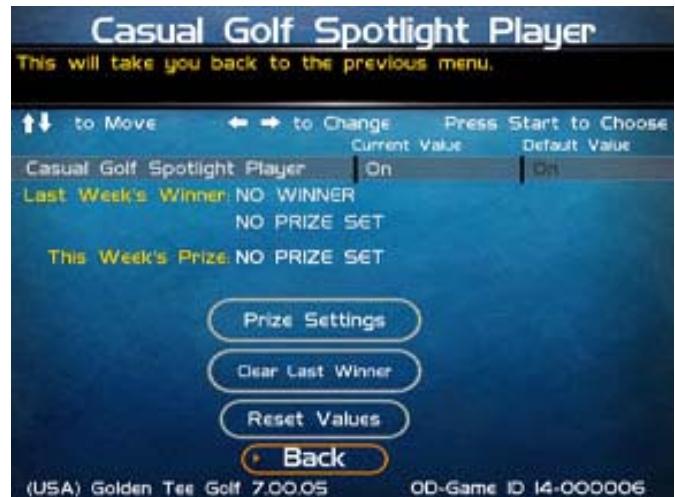 Casual Golf Spotlight Player
This will take you back to the previous menu.
to Move to Change Press Start to Choose
Current Value Default Value
Casual Golf Spotlight Player On On
Last Week's Winner: NO WINNER
NO PRIZE SET
This Week's Prize: NO PRIZE SET
Prize Settings
Clear Last Winner
Reset Values
Back
(USA) Golden Tee Golf 7.00.05 OD-Game ID 14-000006